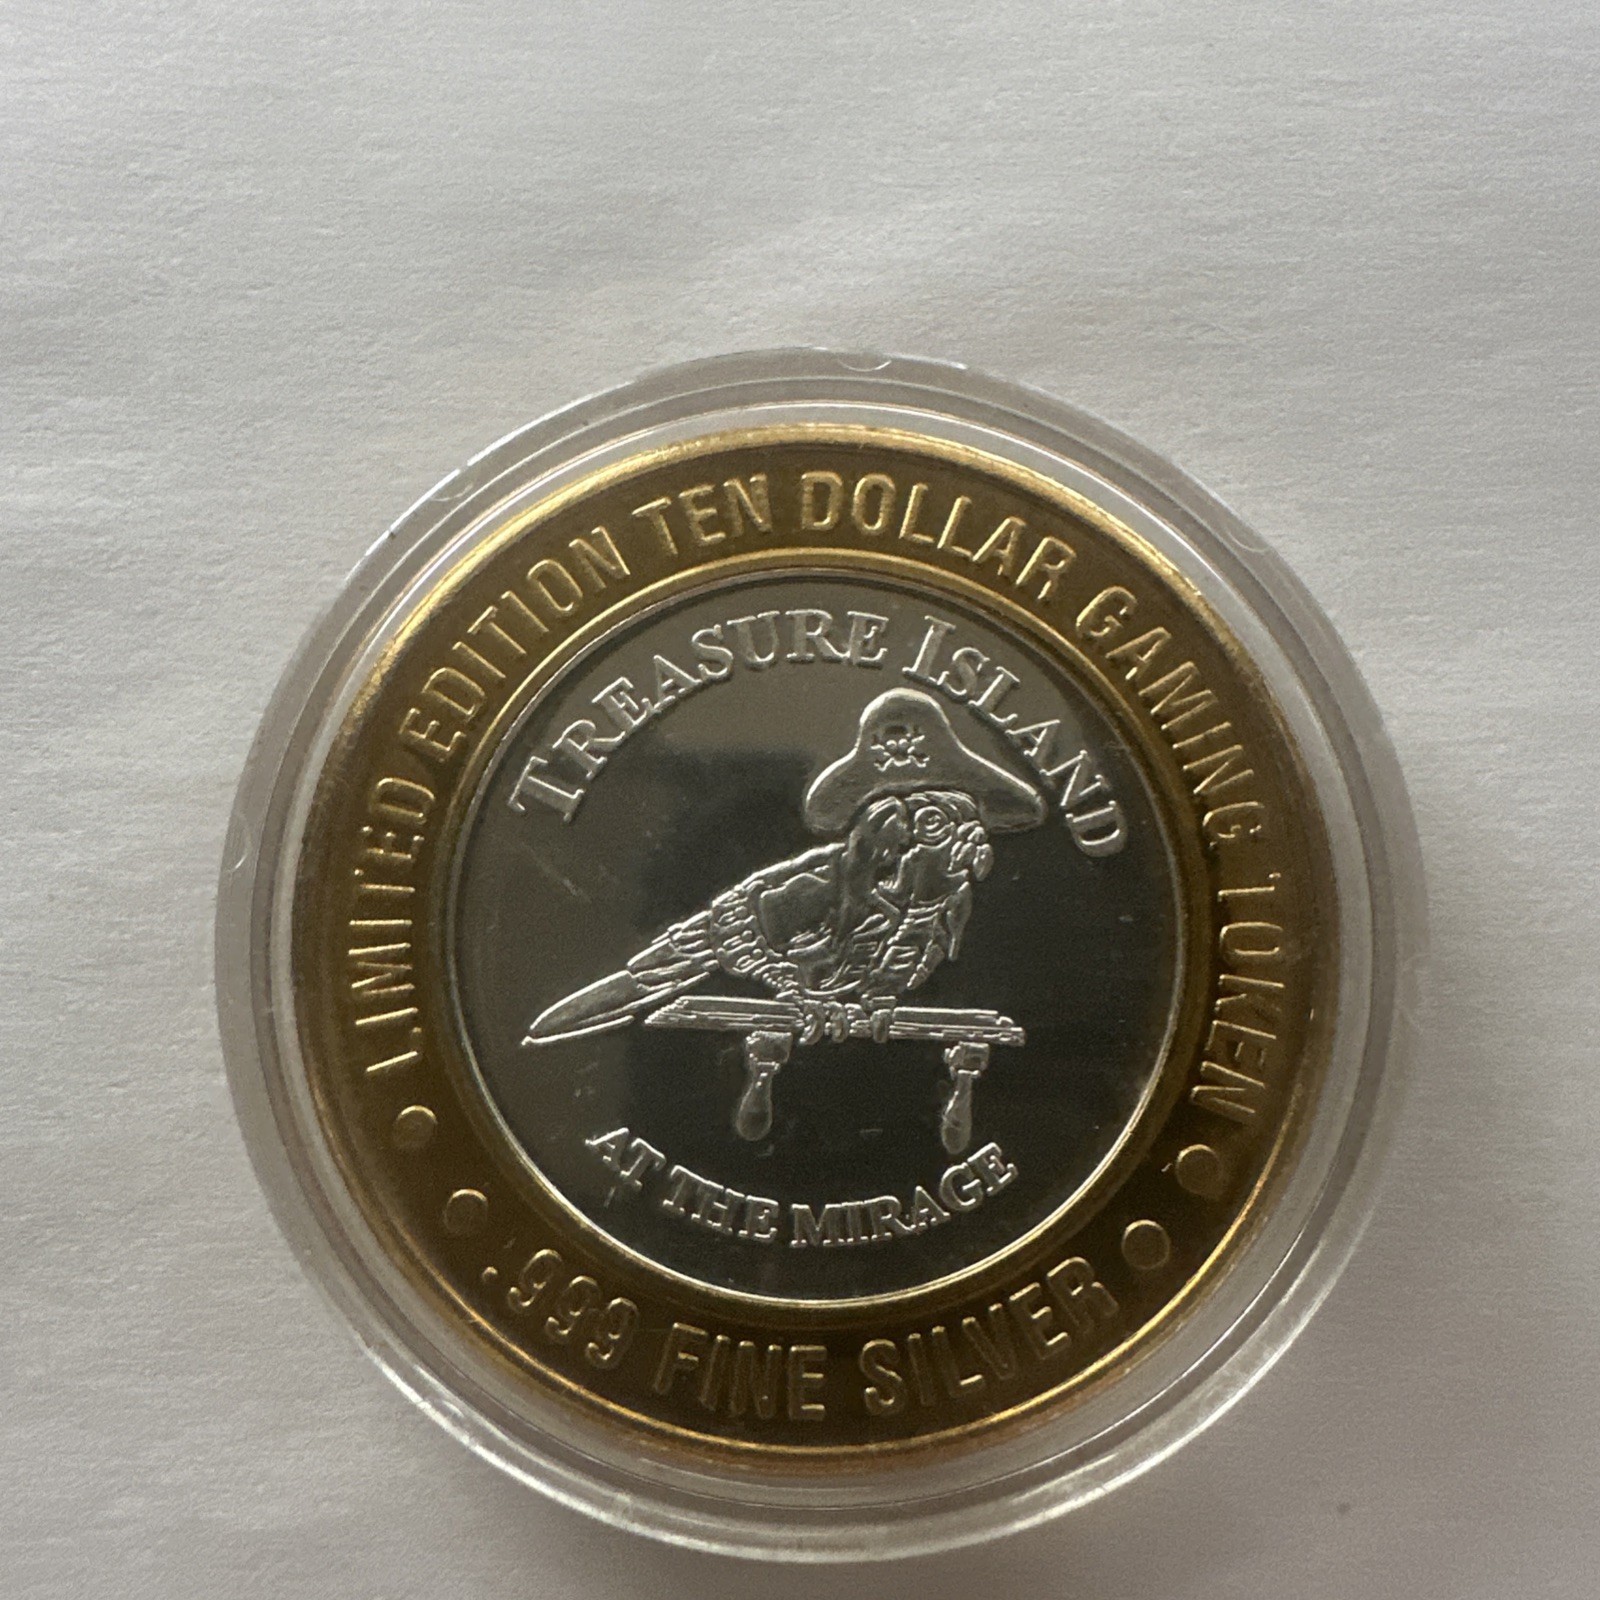 LIMITED EDITION TEN DOLLAR GAMING TOKEN
TREASURE ISLAND
AT THE MIRAGE
.999 FINE SILVER